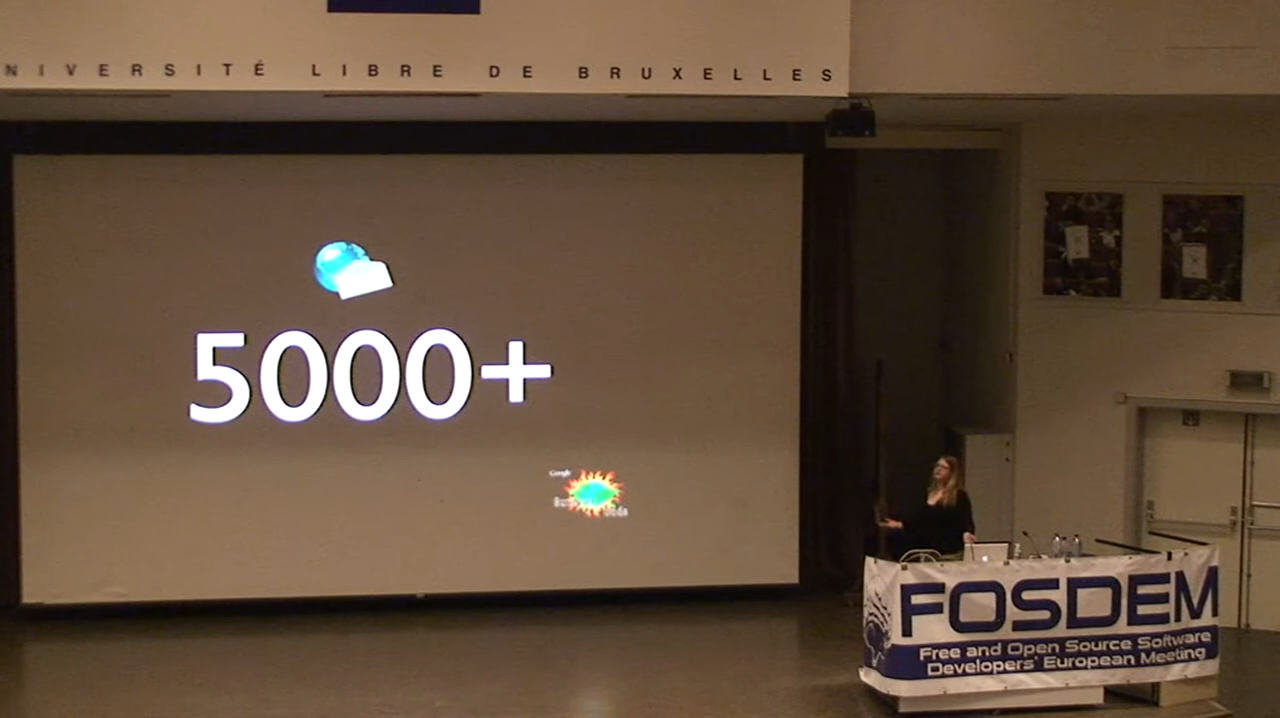 NIVERSITÉ LIBRE DE BRUXELLES
5000+
Google
FOSDEM
Free and Open Source Software
Developers' European Meeting